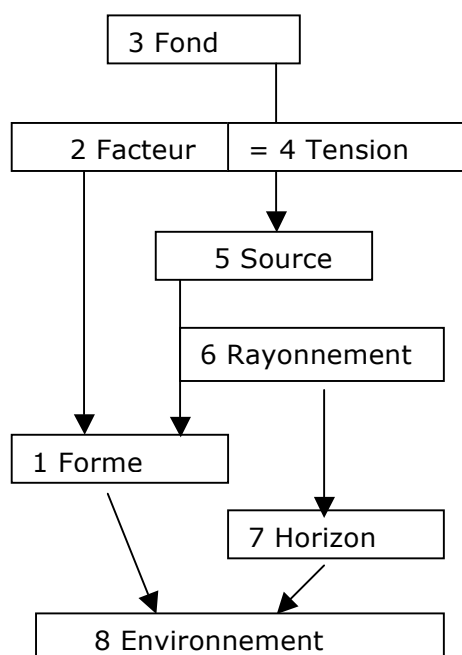 3 Fond
2 Facteur = 4 Tension
5 Source
6 Rayonnement
1 Forme
7 Horizon
8 Environnement